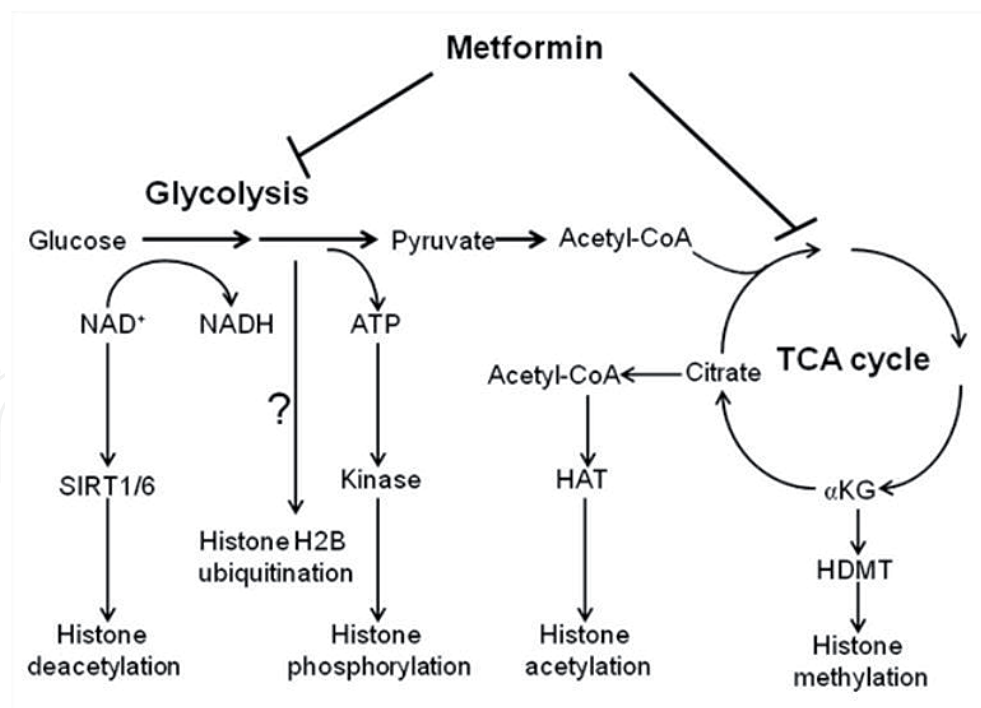 Metformin
Glycolysis
Glucose
Pyruvate
Acetyl-CoA
NAD+
NADH
ATP
TCA cycle
Acetyl-CoA
Citrate
?
SIRT1/6
Kinase
HAT
αKG
Histone H2B
ubiquitination
HDMT
Histone
deacetylation
Histone
phosphorylation
Histone
acetylation
Histone
methylation